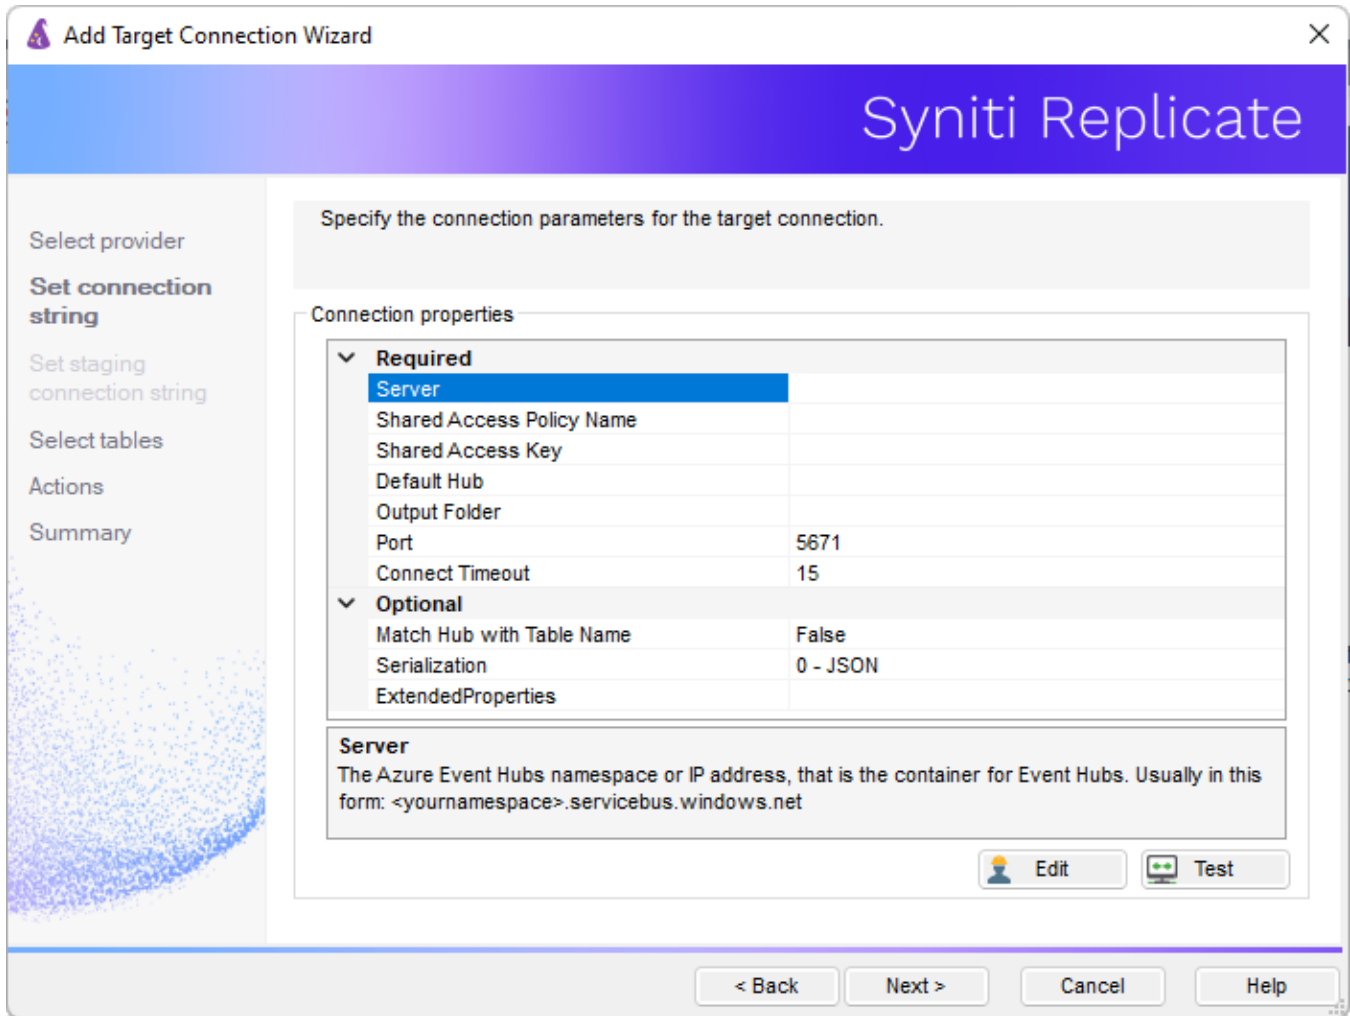 Add Target Connection Wizard
Syniti Replicate
Select provider
Set connection
string
Set staging
connection string
Select tables
Actions
Summary
Specify the connection parameters for the target connection.
Connection properties
Required
Server
Shared Access Policy Name
Shared Access Key
Default Hub
Output Folder
Port 5671
Connect Timeout 15
Optional
Match Hub with Table Name False
Serialization 0 - JSON
ExtendedProperties
Server
The Azure Event Hubs namespace or IP address, that is the container for Event Hubs. Usually in this
form: <yournamespace>.servicebus.windows.net
Edit Test
< Back Next > Cancel Help